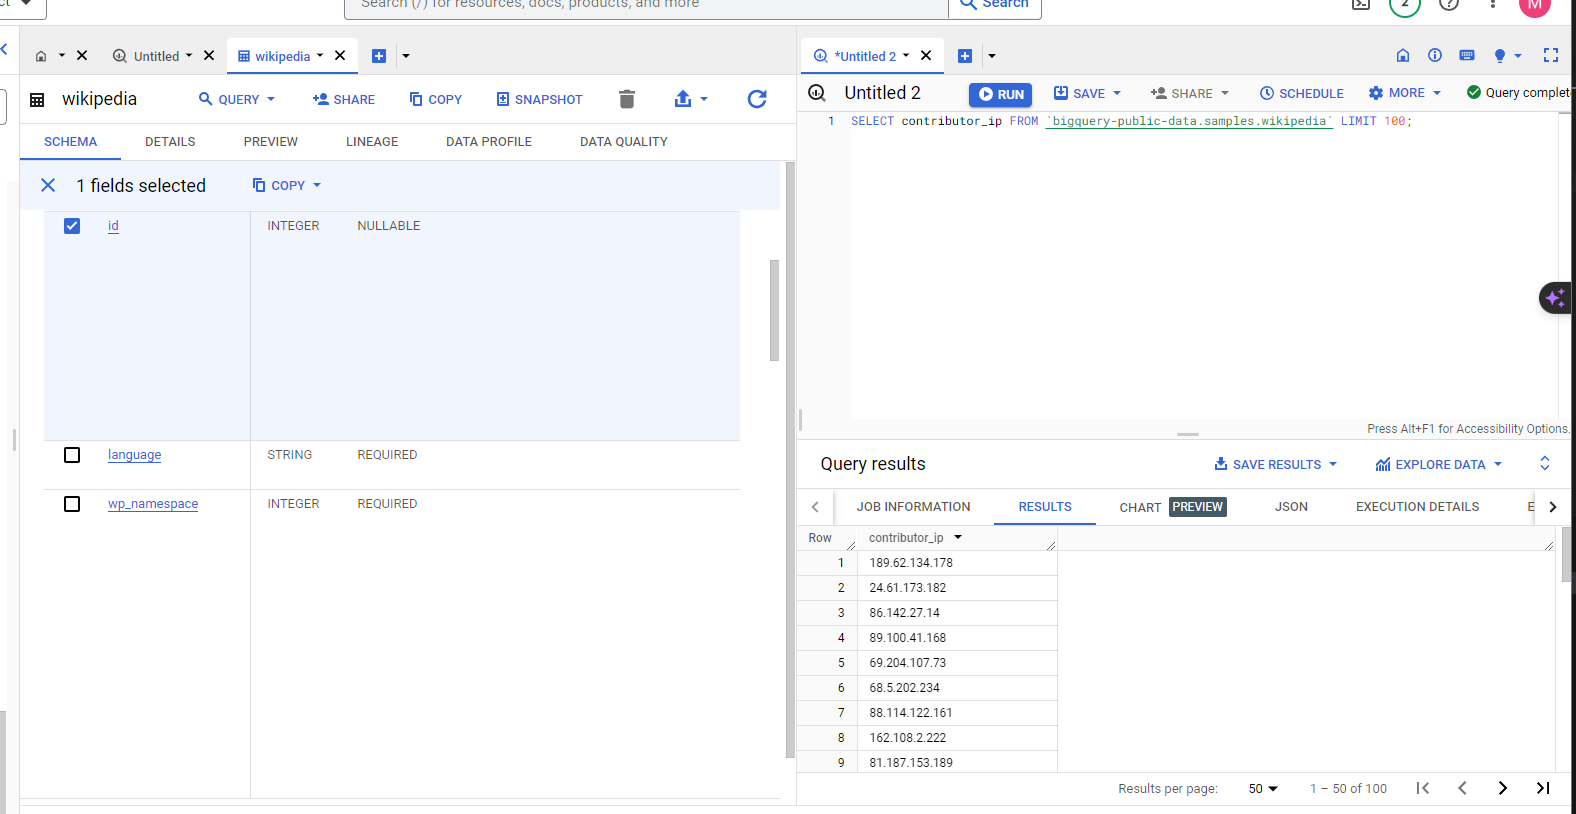 Search (/) for resources, docs, products, and more
Search
2
M
Untitled
wikipedia
*Untitled 2
wikipedia
QUERY
SHARE
COPY
SNAPSHOT
Untitled 2
RUN
SAVE
SHARE
SCHEDULE
MORE
Query complet
SCHEMA
DETAILS
PREVIEW
LINEAGE
DATA PROFILE
DATA QUALITY
1 fields selected
COPY
id INTEGER NULLABLE
language STRING REQUIRED
wp_namespace INTEGER REQUIRED
1 SELECT contributor_ip FROM `bigquery-public-data.samples.wikipedia` LIMIT 100;
Press Alt+F1 for Accessibility Options.
Query results
SAVE RESULTS
EXPLORE DATA
JOB INFORMATION
RESULTS
CHART PREVIEW
JSON
EXECUTION DETAILS
E
Row contributor_ip
1 189.62.134.178
2 24.61.173.182
3 86.142.27.14
4 89.100.41.168
5 69.204.107.73
6 68.5.202.234
7 88.114.122.161
8 162.108.2.222
9 81.187.153.189
Results per page: 50 1 – 50 of 100